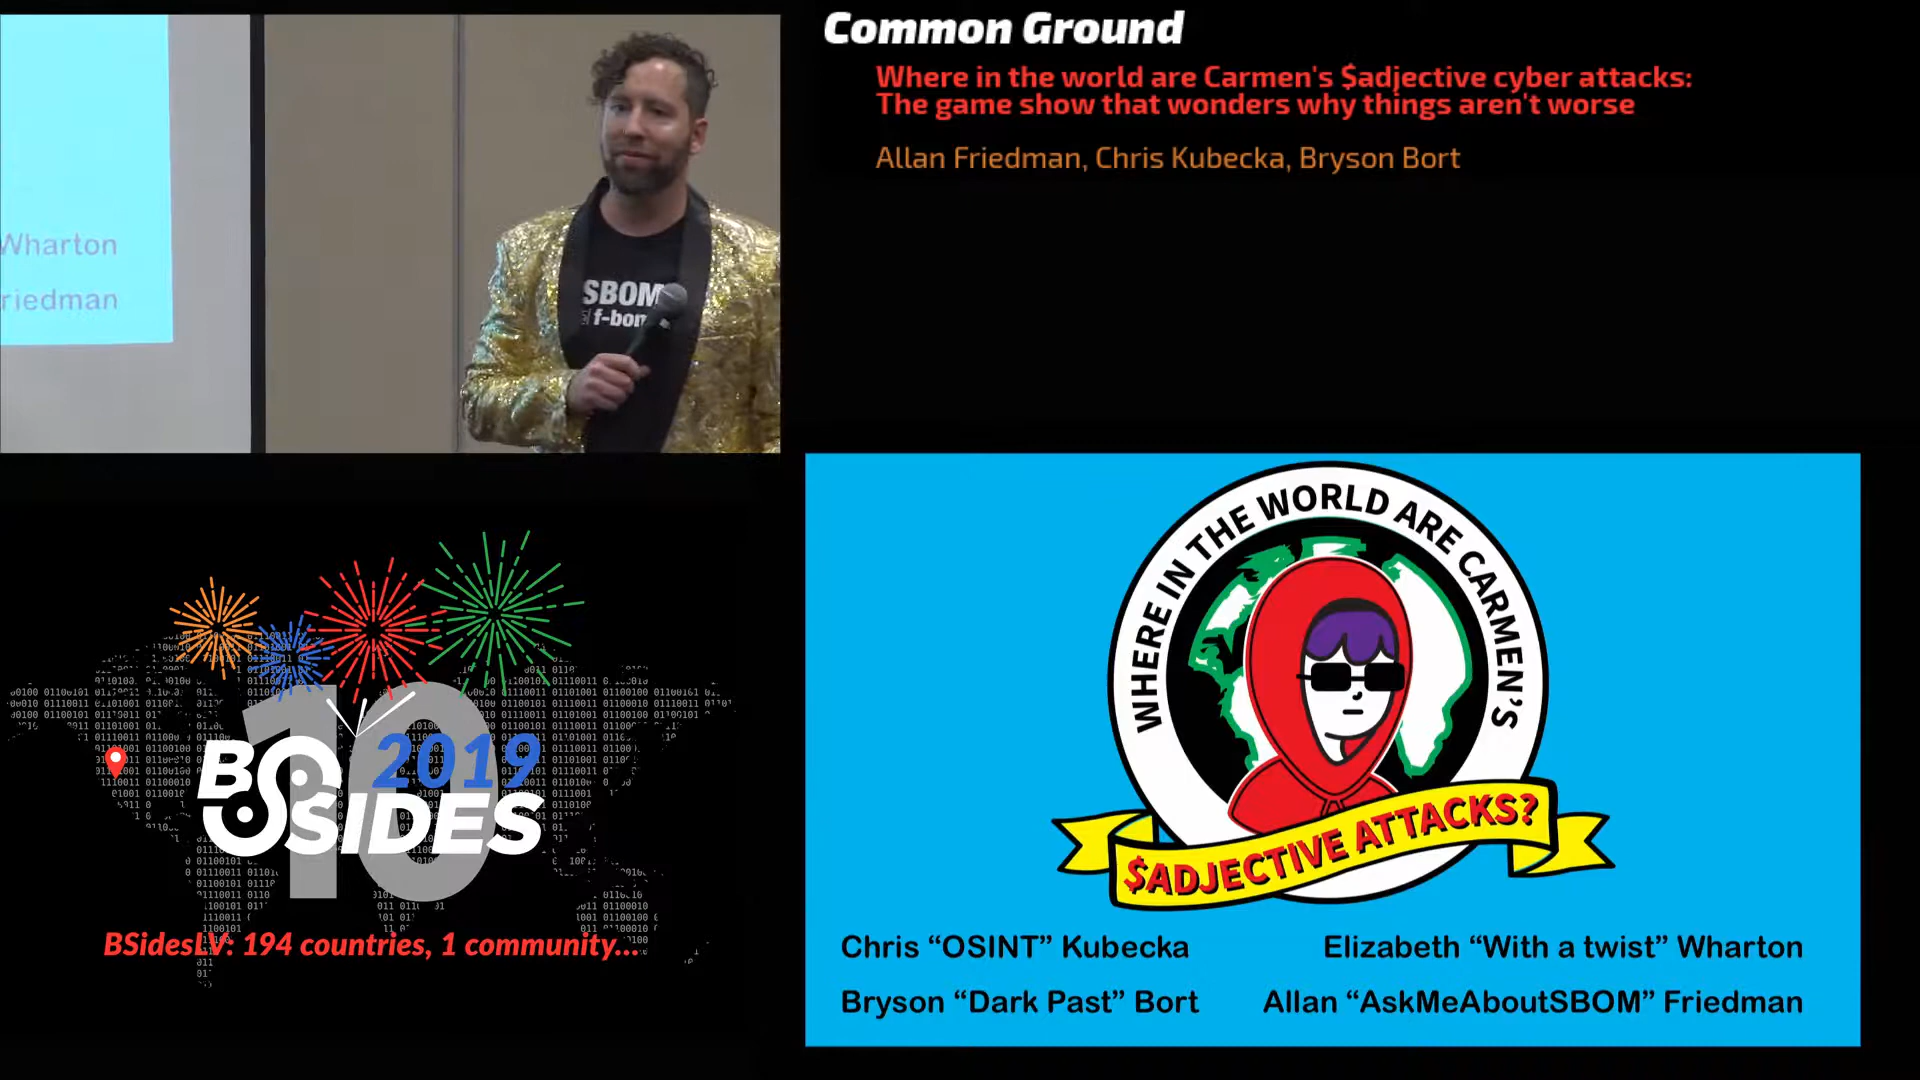 Common Ground
Where in the world are Carmen's $adjective cyber attacks:
The game show that wonders why things aren't worse
Allan Friedman, Chris Kubecka, Bryson Bort
Wharton
riedman
SBOM
f-bom
WHERE IN THE WORLD ARE CARMEN'S
$ADJECTIVE ATTACKS?
Chris “OSINT” Kubecka
Elizabeth “With a twist” Wharton
Bryson “Dark Past” Bort
Allan “AskMeAboutSBOM” Friedman
10
2019
BSIDES
BSidesLV: 194 countries, 1 community...